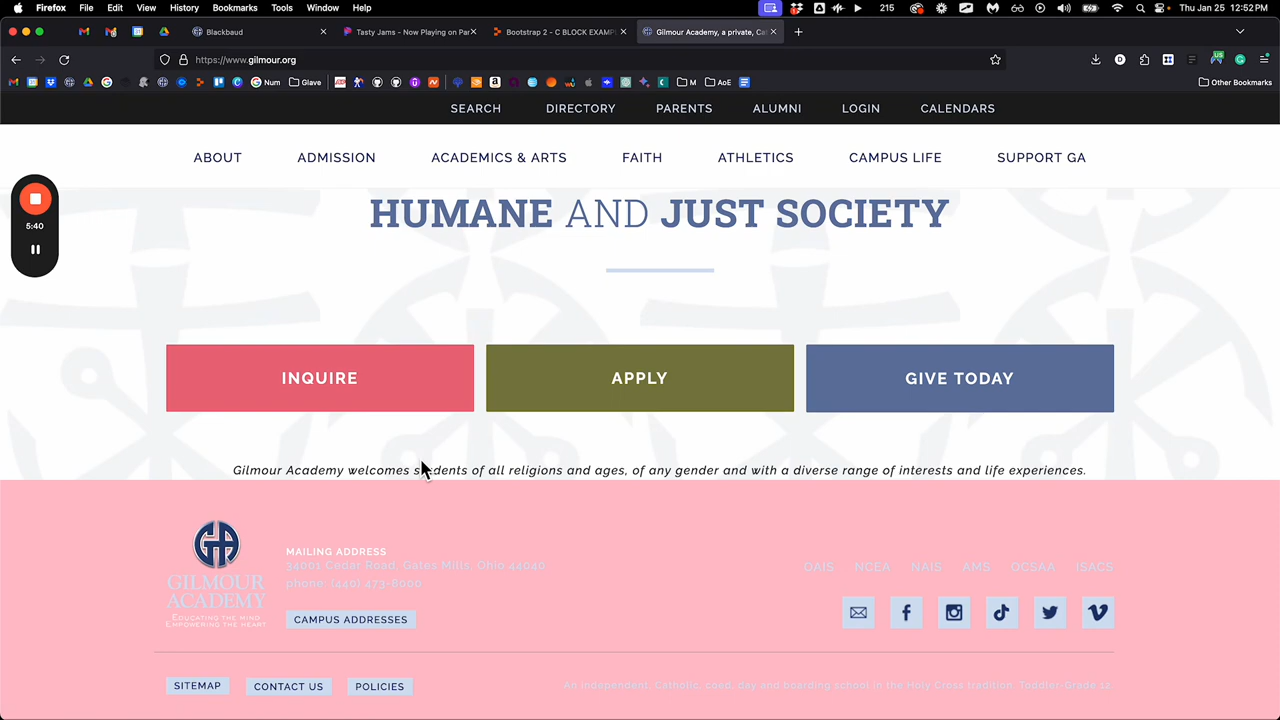 Firefox File Edit View History Bookmarks Tools Window Help 215 Thu Jan 25 12:52 PM
Blackbaud Tasty Jams - Now Playing on Par Bootstrap 2 - C BLOCK EXAMP Gilmour Academy, a private, Cat
https://www.gilmour.org
Num Glave M AoE Other Bookmarks
SEARCH DIRECTORY PARENTS ALUMNI LOGIN CALENDARS
ABOUT ADMISSION ACADEMICS & ARTS FAITH ATHLETICS CAMPUS LIFE SUPPORT GA
5:40
HUMANE AND JUST SOCIETY
INQUIRE APPLY GIVE TODAY
Gilmour Academy welcomes students of all religions and ages, of any gender and with a diverse range of interests and life experiences.
GILMOUR
ACADEMY
EDUCATING THE MIND
EMPOWERING THE HEART
MAILING ADDRESS
34001 Cedar Road, Gates Mills, Ohio 44040
phone: (440) 473-8000
CAMPUS ADDRESSES
OAIS NCEA NAIS AMS OCSAA ISACS
SITEMAP CONTACT US POLICIES
An independent, Catholic, coed, day and boarding school in the Holy Cross tradition. Toddler-Grade 12.